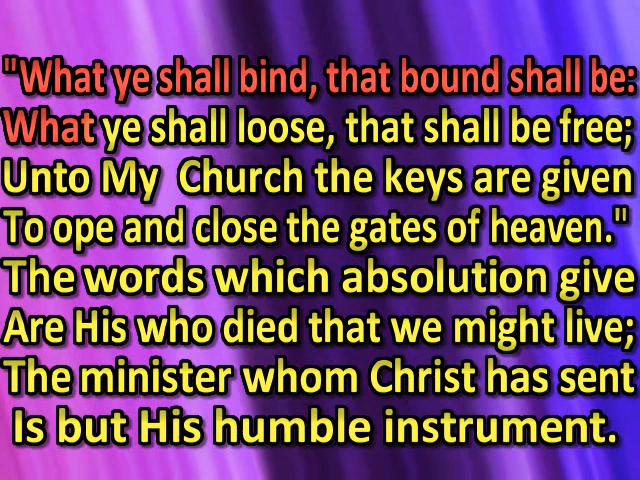 "What ye shall bind, that bound shall be:
What ye shall loose, that shall be free;
Unto My  Church the keys are given
To ope and close the gates of heaven."
The words which absolution give
Are His who died that we might live;
The minister whom Christ has sent
Is but His humble instrument.